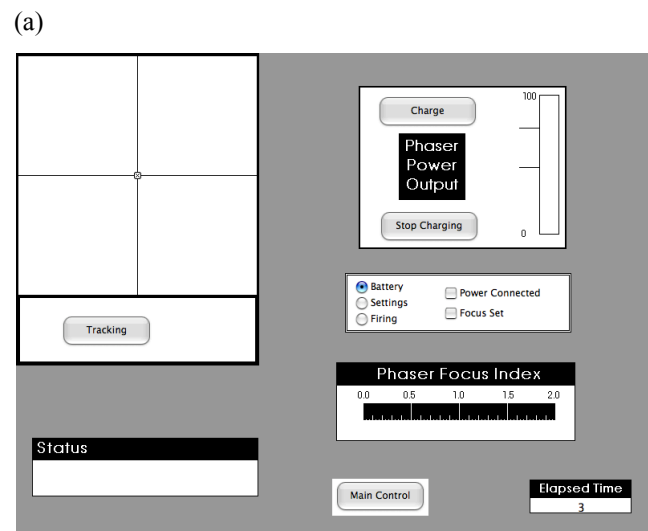 (a)
Charge
100
Phaser
Power
Output
Stop Charging
0
Battery
Settings
Firing
Power Connected
Focus Set
Tracking
Phaser Focus Index
0.0 0.5 1.0 1.5 2.0
Status
Main Control
Elapsed Time
3